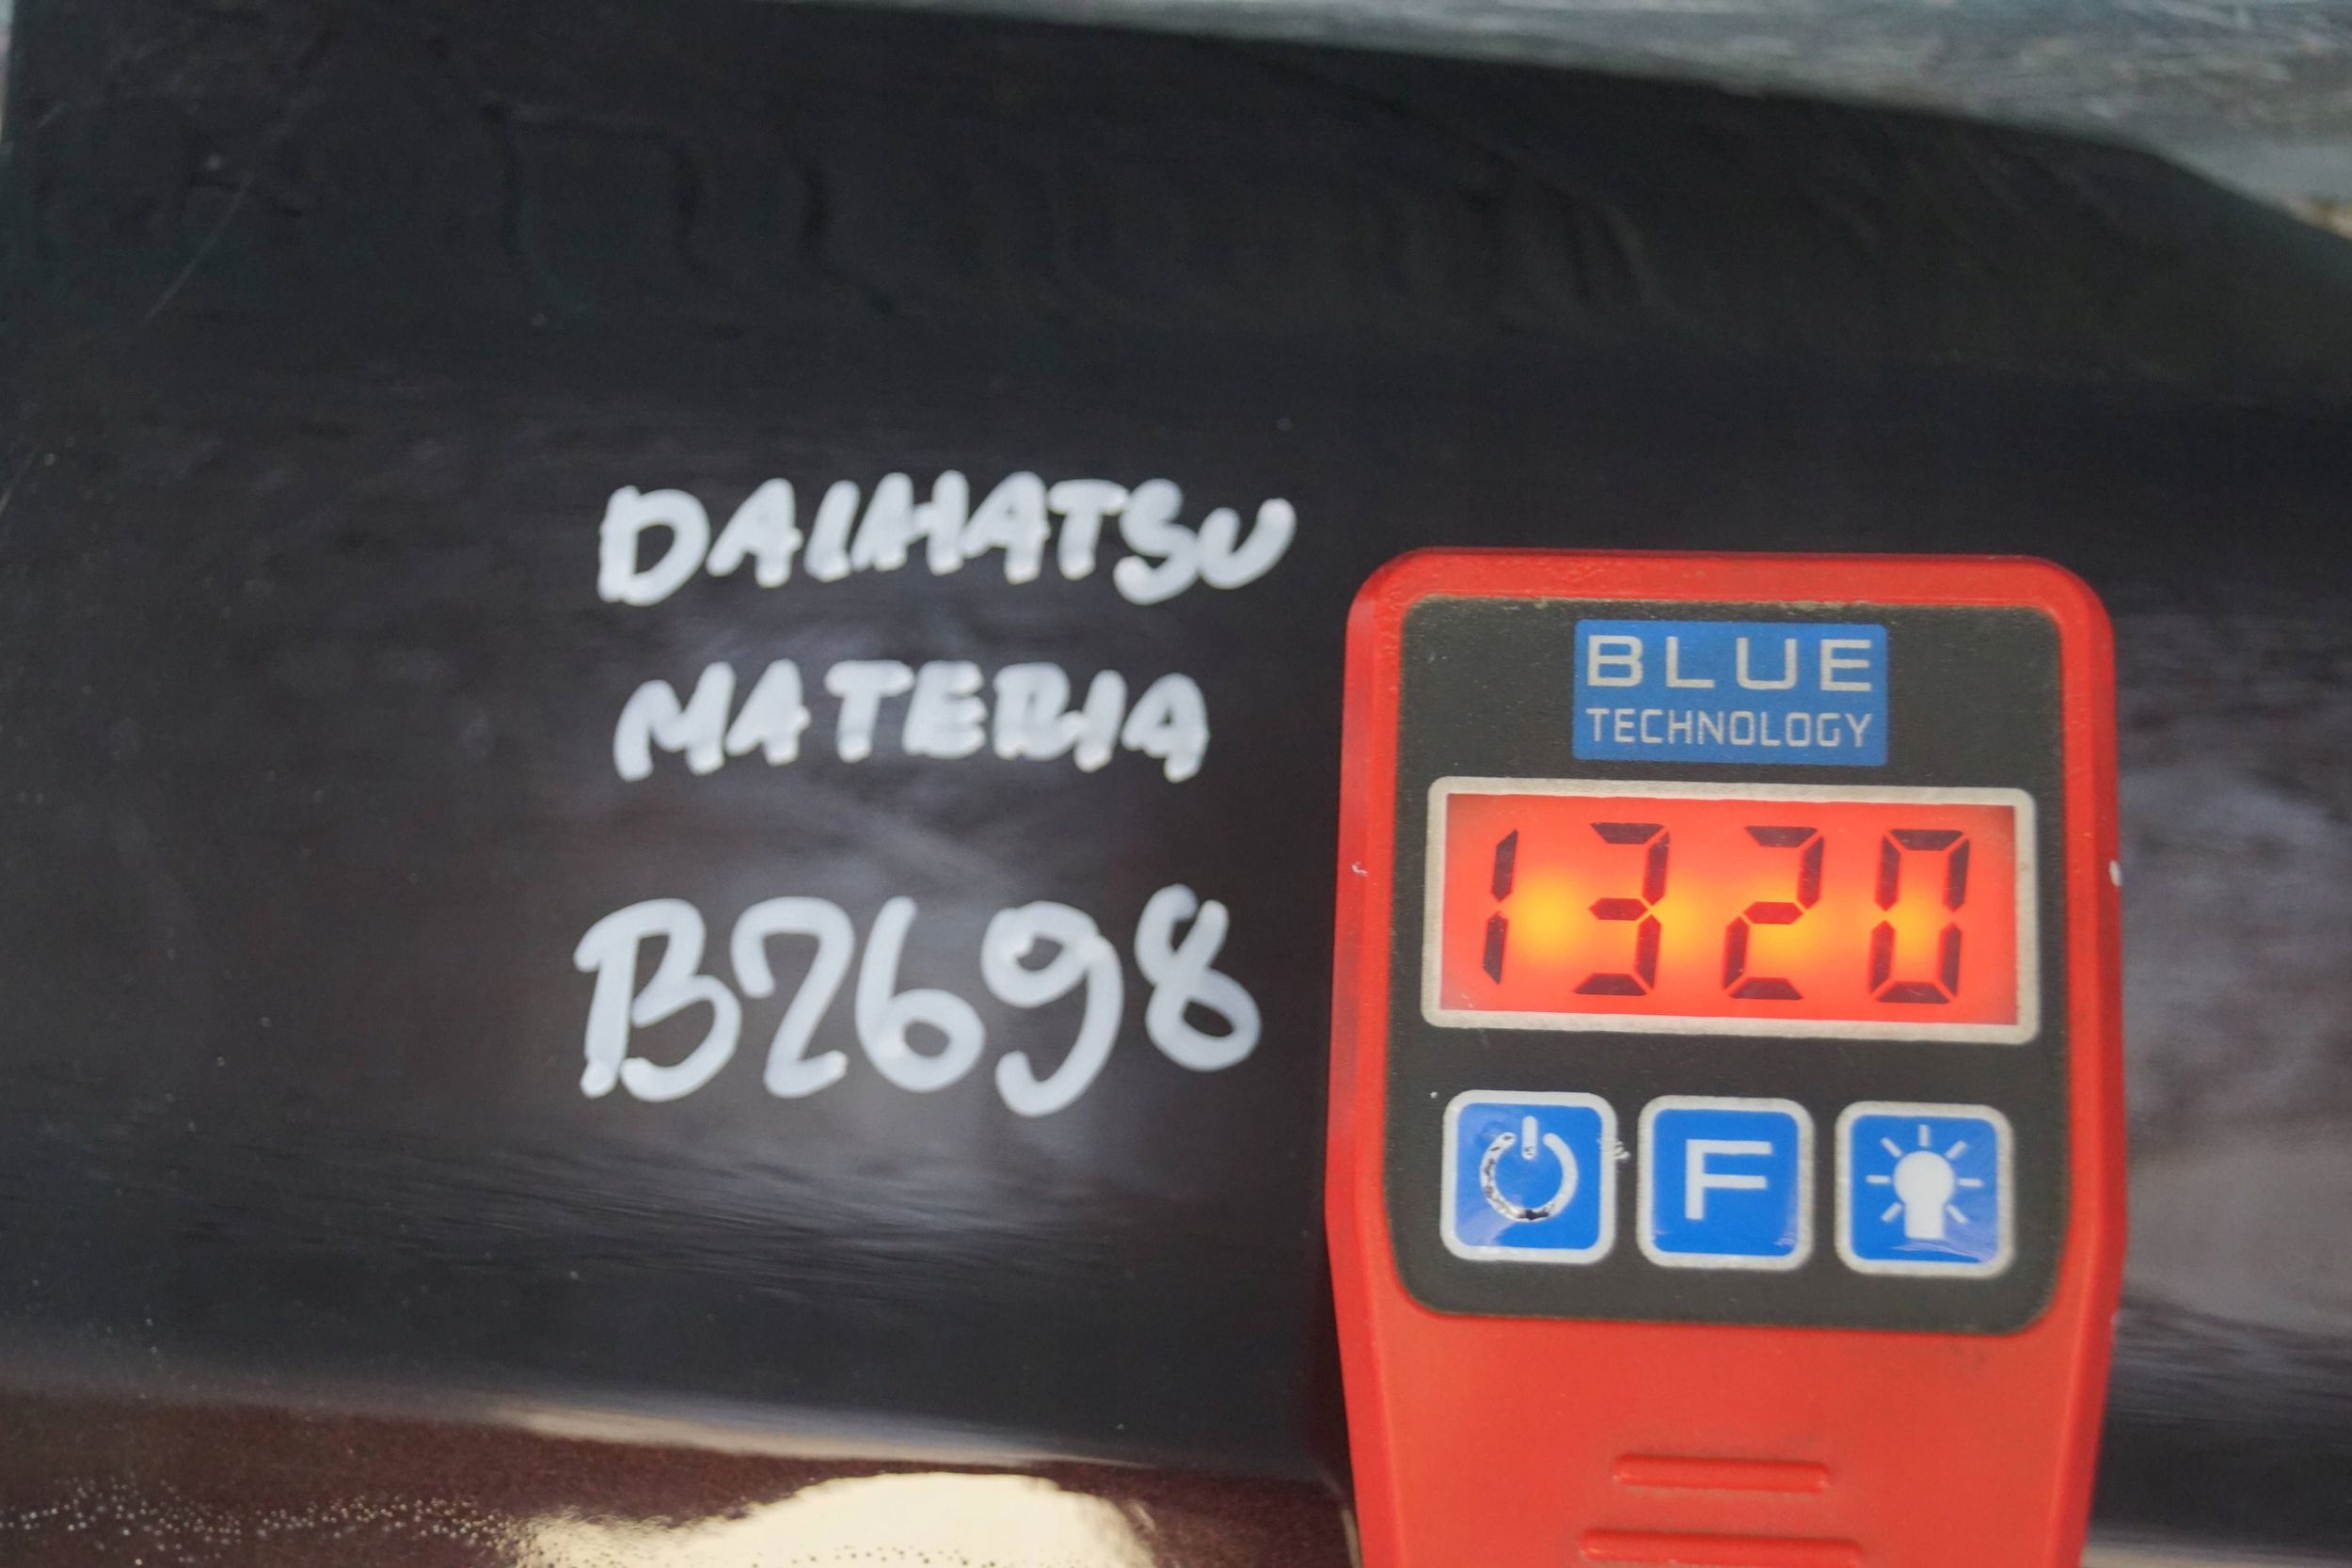 DAIHATSU
MATERIA
B2698
BLUE
TECHNOLOGY
1320
F